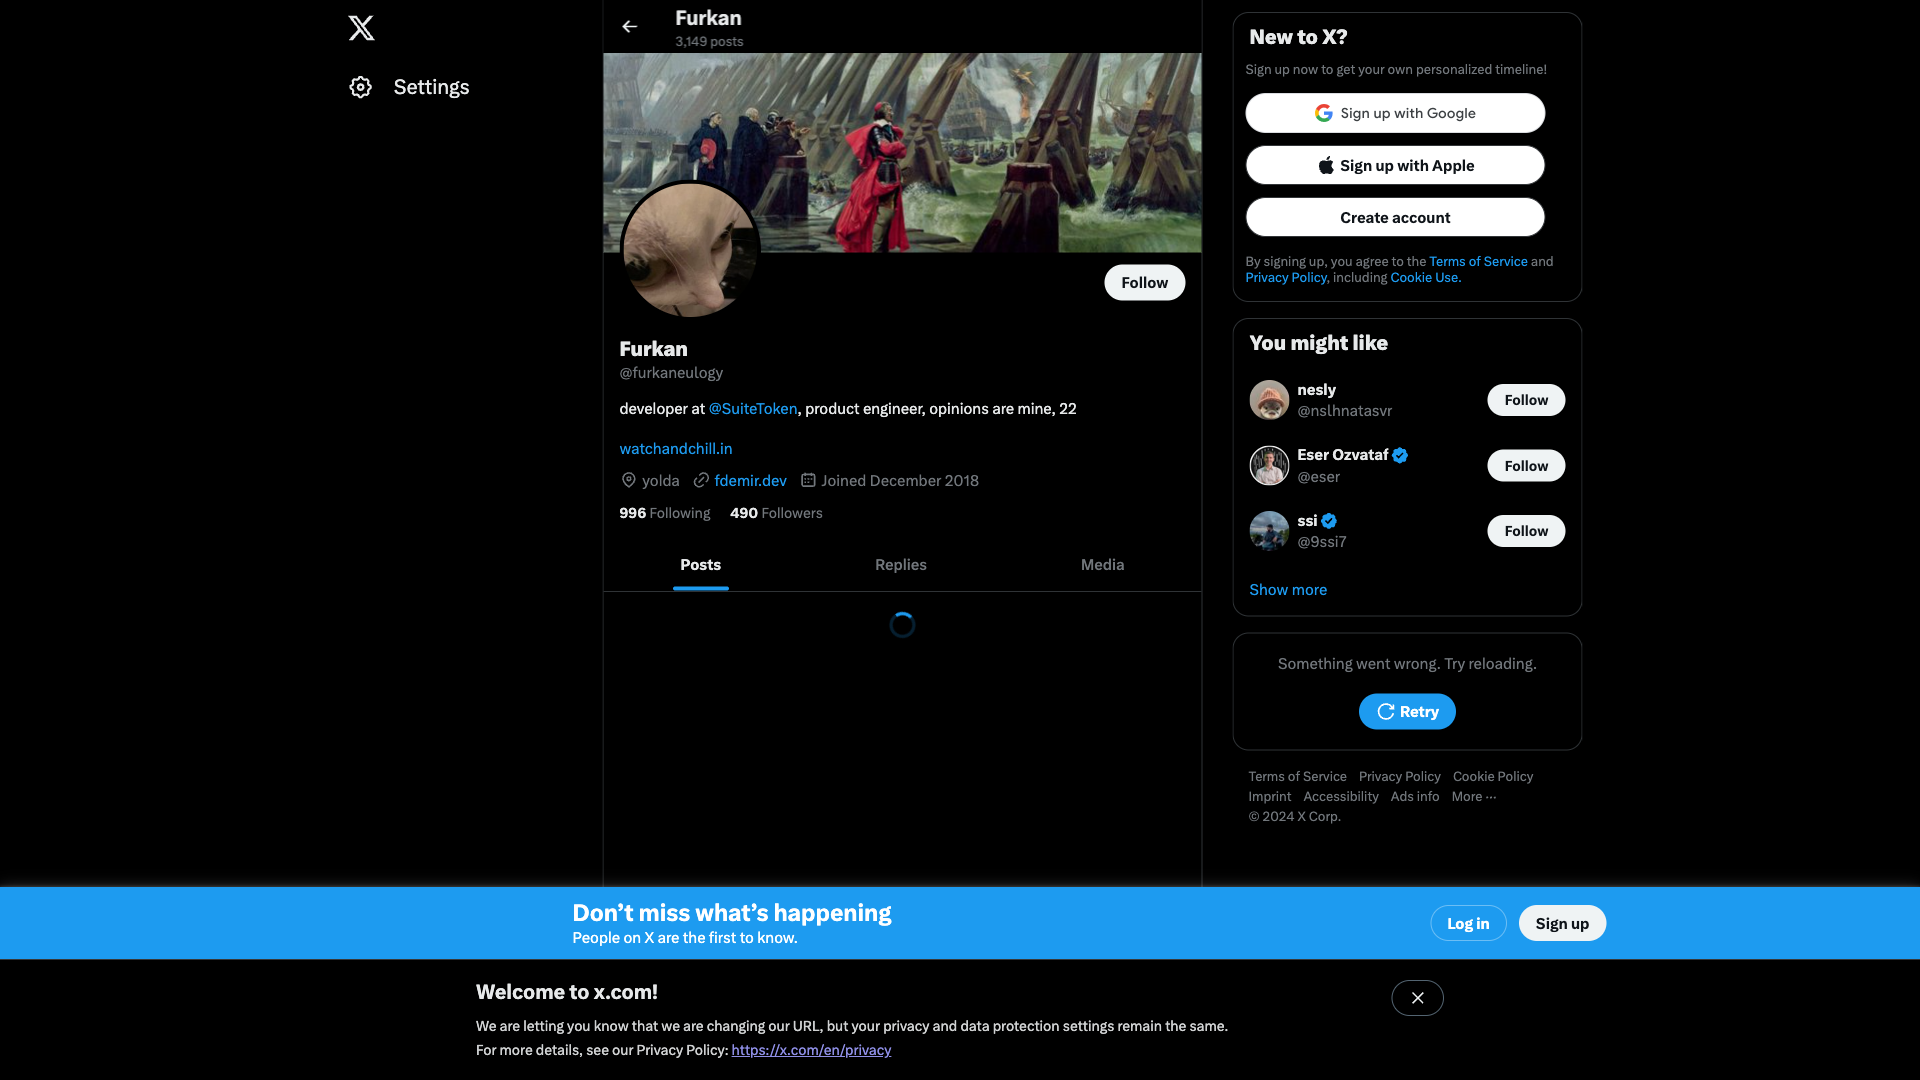 Settings
Furkan
3,149 posts
Follow
Furkan
@furkaneulogy
developer at @SuiteToken, product engineer, opinions are mine, 22
watchandchill.in
yolda fdemir.dev Joined December 2018
996 Following 490 Followers
Posts Replies Media
New to X?
Sign up now to get your own personalized timeline!
Sign up with Google
Sign up with Apple
Create account
By signing up, you agree to the Terms of Service and
Privacy Policy, including Cookie Use.
You might like
nesly
@nslhnatasvr
Follow
Eser Ozvataf
@eser
Follow
ssi
@9ssi7
Follow
Show more
Something went wrong. Try reloading.
Retry
Terms of Service Privacy Policy Cookie Policy
Imprint Accessibility Ads info More ···
© 2024 X Corp.
Don’t miss what’s happening
People on X are the first to know.
Log in
Sign up
Welcome to x.com!
We are letting you know that we are changing our URL, but your privacy and data protection settings remain the same.
For more details, see our Privacy Policy: https://x.com/en/privacy